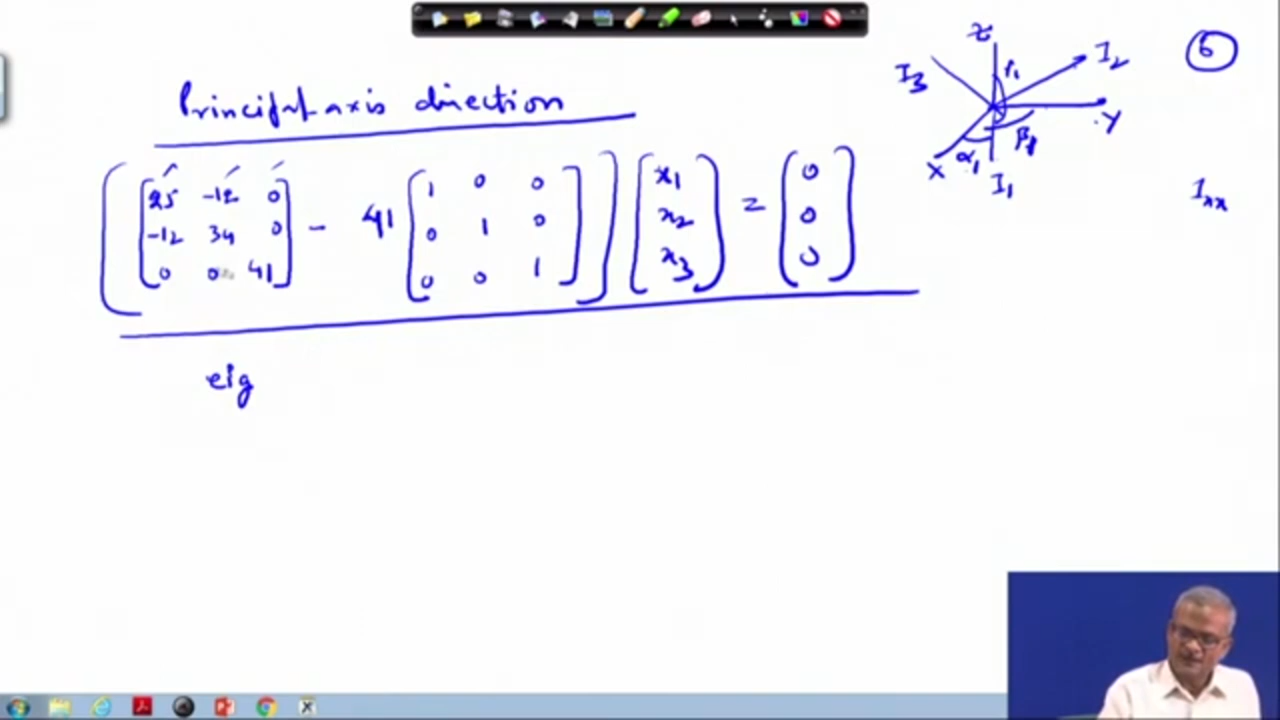 Principal axis direction
( [ 25 -12 0 ] - 41 [ 1 0 0 ] ) [ x1 ] = [ 0 ]
-12 34 0 0 1 0 x2 0
0 0 41 0 0 1 x3 0
eig
z
I3
γ1
I2
6
Y
X
α1
β1
I1
Ixx